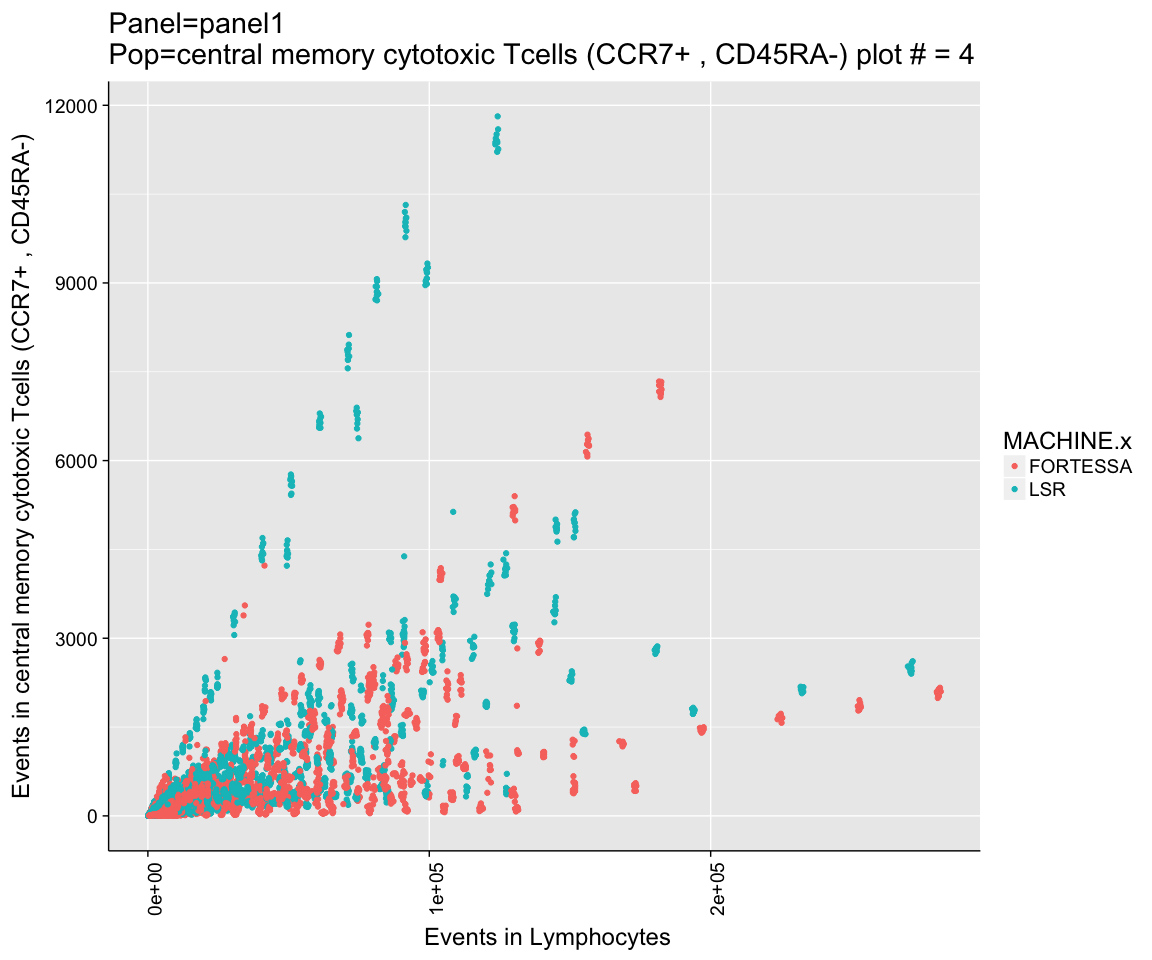 Panel=panel1
Pop=central memory cytotoxic Tcells (CCR7+ , CD45RA-) plot # = 4
Events in central memory cytotoxic Tcells (CCR7+ , CD45RA-)
12000
9000
6000
3000
0
0e+00
1e+05
2e+05
Events in Lymphocytes
MACHINE.x
FORTESSA
LSR